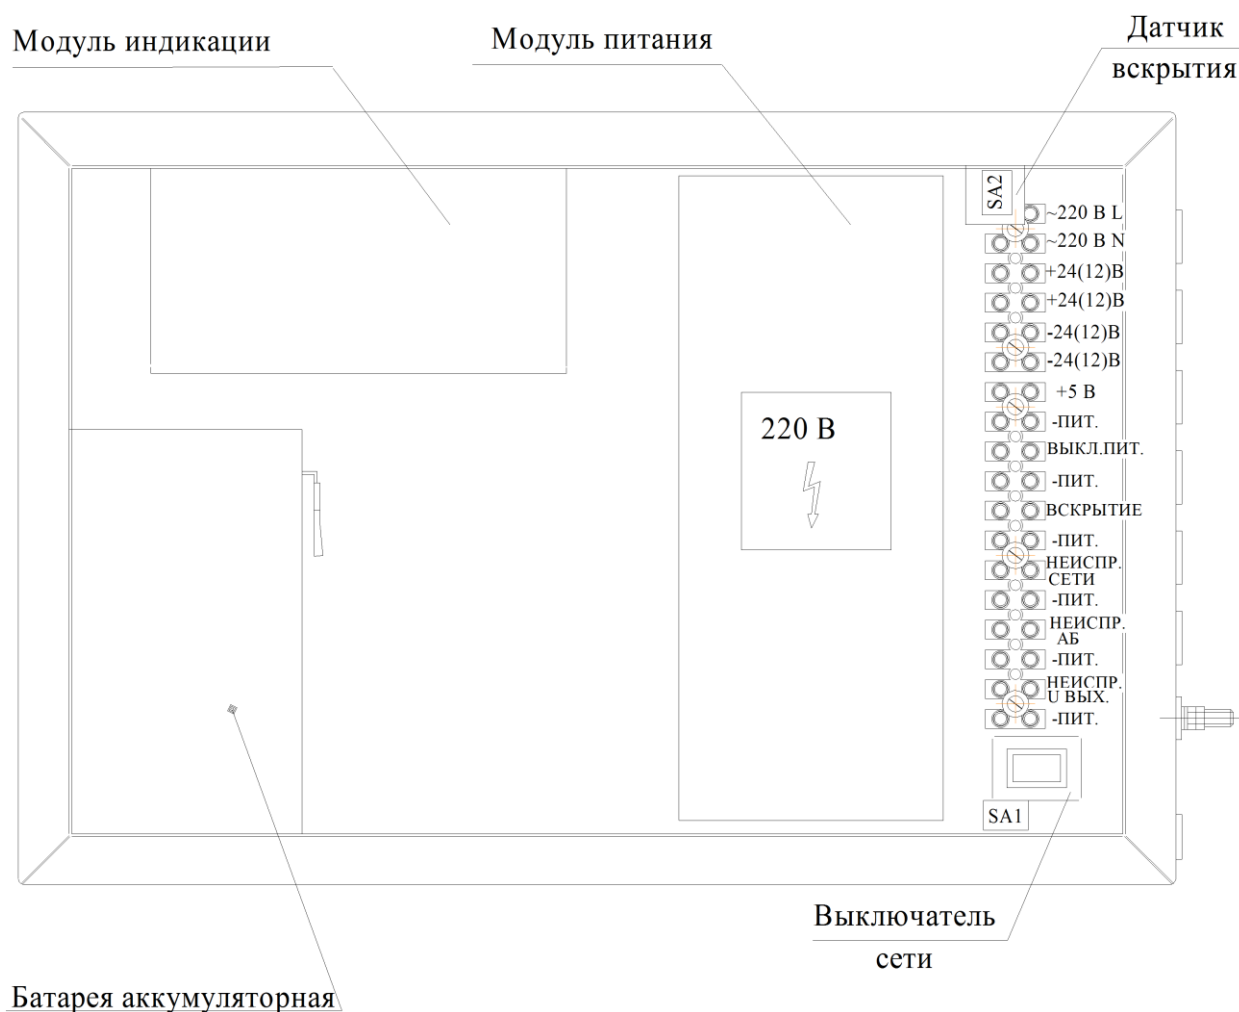 Модуль индикации
Модуль питания
Датчик
вскрытия
SA2
~220 В L
~220 В N
+24(12)В
+24(12)В
-24(12)В
-24(12)В
+5 В
-ПИТ.
ВЫКЛ.ПИТ.
-ПИТ.
ВСКРЫТИЕ
-ПИТ.
НЕИСПР.
СЕТИ
-ПИТ.
НЕИСПР.
АБ
-ПИТ.
НЕИСПР.
U ВЫХ.
-ПИТ.
220 В
SA1
Выключатель
сети
Батарея аккумуляторная